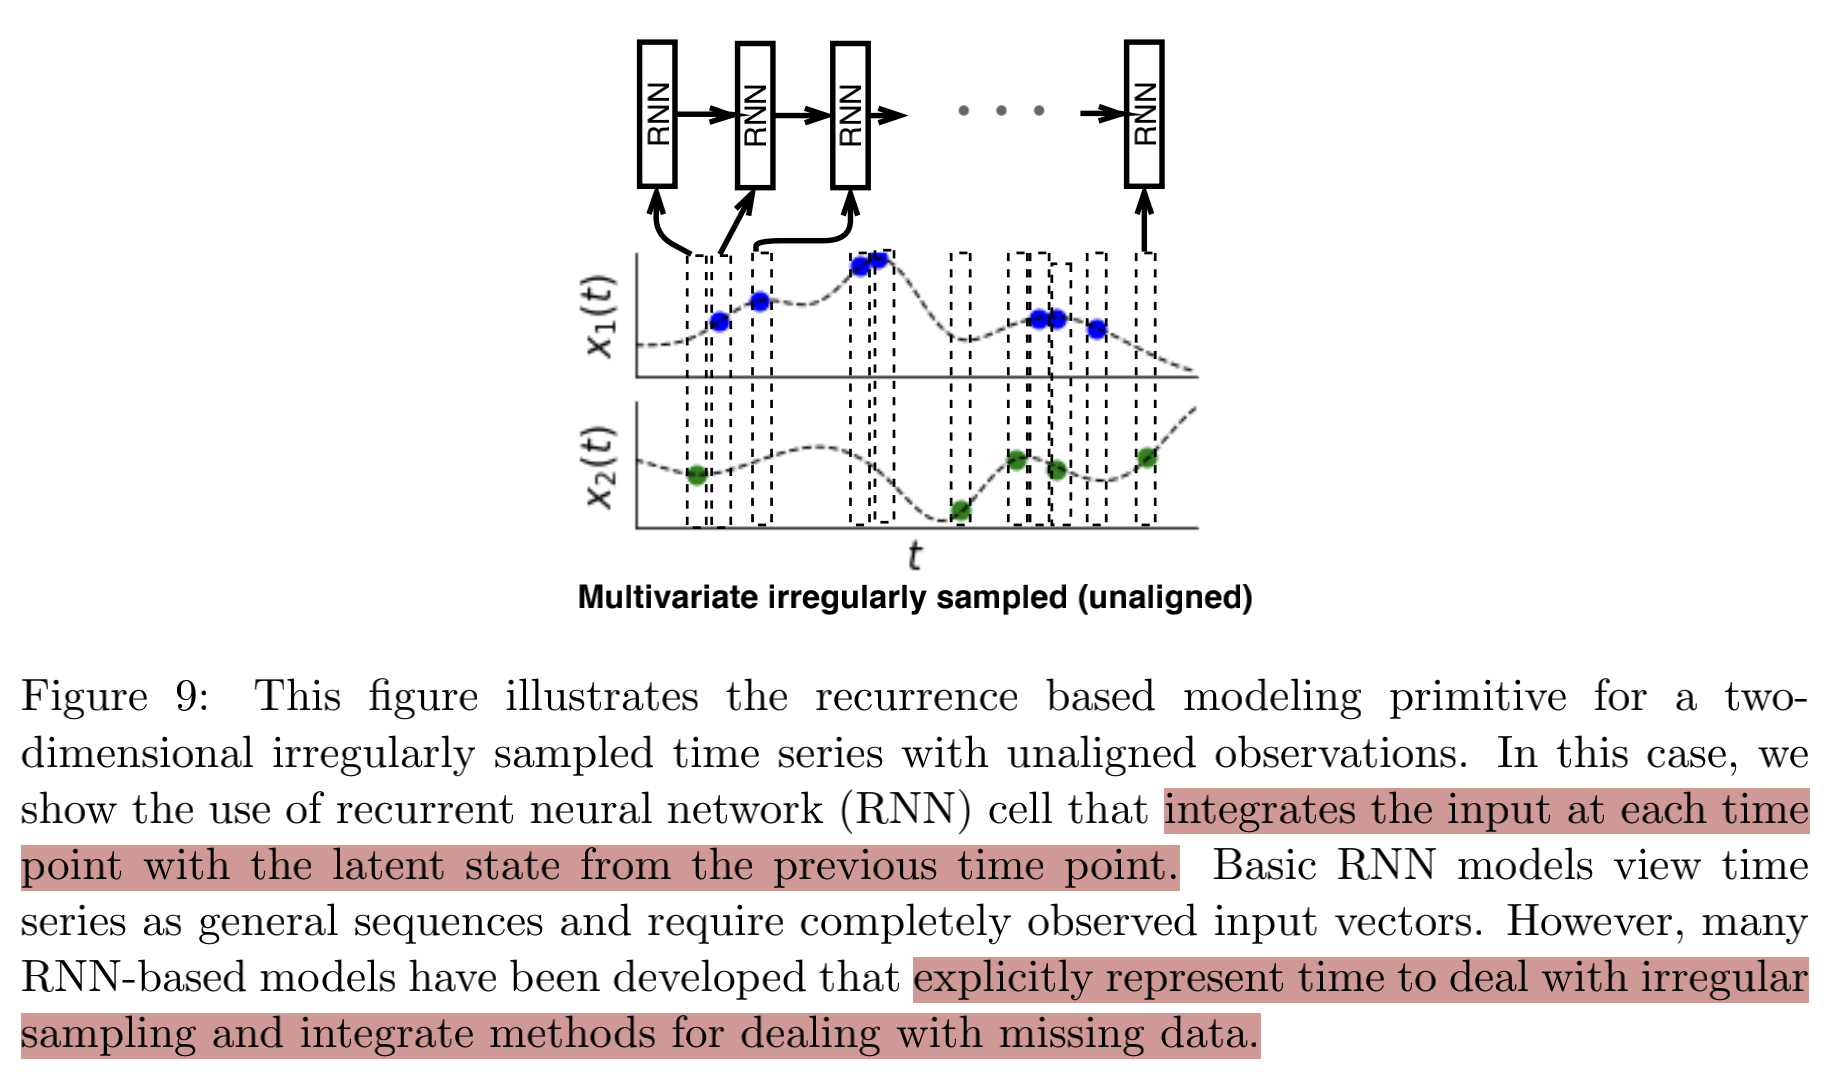 RNN RNN RNN RNN
x₁(t)
x₂(t)
t
Multivariate irregularly sampled (unaligned)
Figure 9: This figure illustrates the recurrence based modeling primitive for a two-
dimensional irregularly sampled time series with unaligned observations. In this case, we
show the use of recurrent neural network (RNN) cell that integrates the input at each time
point with the latent state from the previous time point. Basic RNN models view time
series as general sequences and require completely observed input vectors. However, many
RNN-based models have been developed that explicitly represent time to deal with irregular
sampling and integrate methods for dealing with missing data.